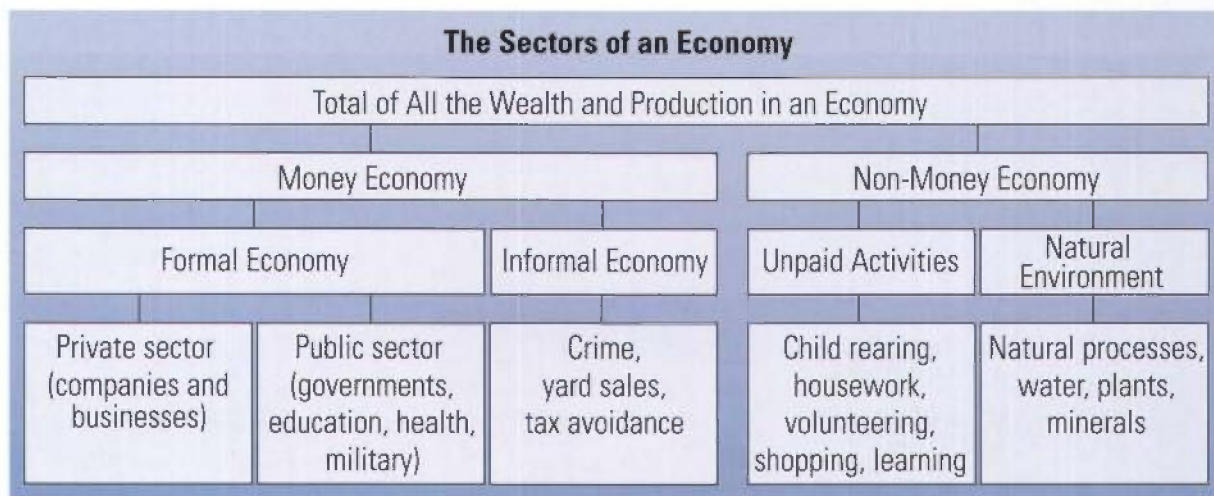 The Sectors of an Economy
Total of All the Wealth and Production in an Economy
Money Economy
Non-Money Economy
Formal Economy
Informal Economy
Unpaid Activities
Natural
Environment
Private sector
(companies and
businesses)
Public sector
(governments,
education, health,
military)
Crime,
yard sales,
tax avoidance
Child rearing,
housework,
volunteering,
shopping, learning
Natural processes,
water, plants,
minerals